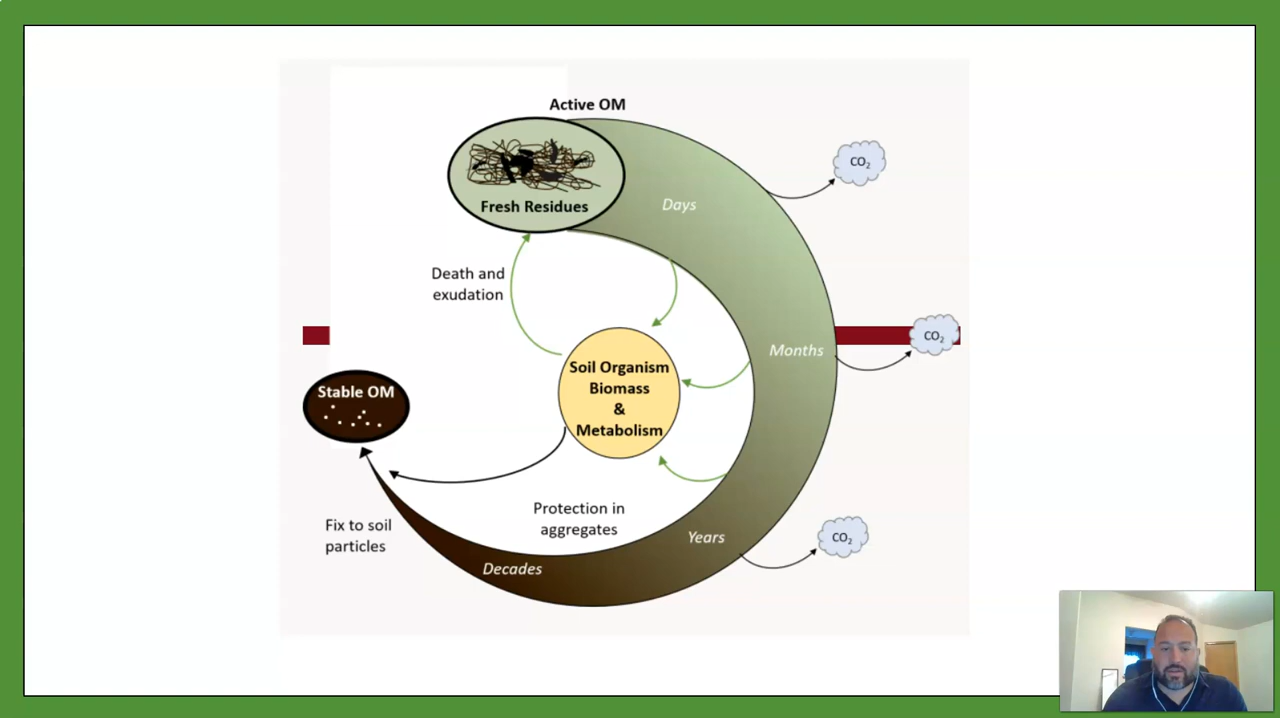 Active OM
Fresh Residues
Days
CO2
Death and
exudation
Months
CO2
Soil Organism
Biomass
&
Metabolism
Stable OM
Protection in
aggregates
Fix to soil
particles
Years
CO2
Decades